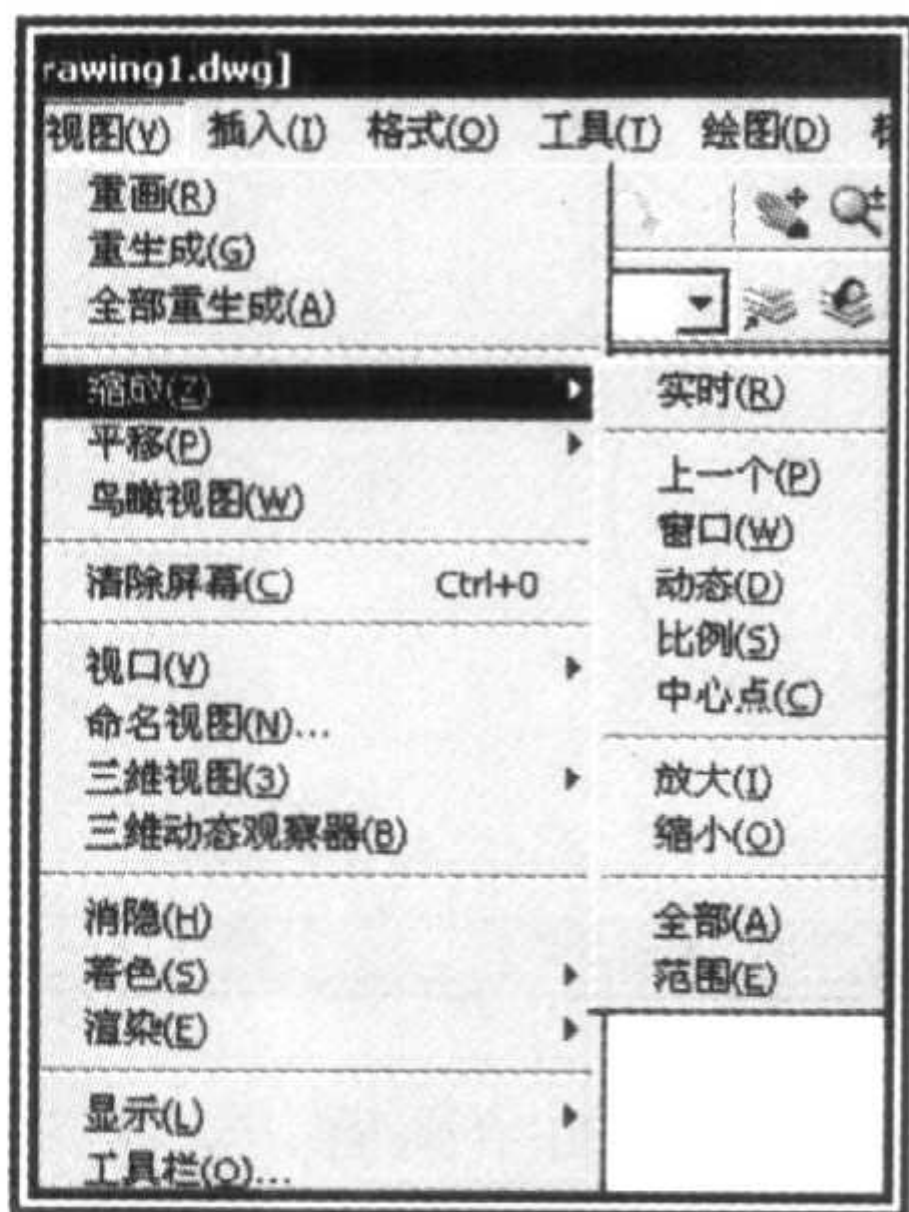 rawing1.dwg]
视图(V) 插入(I) 格式(O) 工具(T) 绘图(D)
重画(R)
重生成(G)
全部重生成(A)
缩放(Z)
平移(P)
鸟瞰视图(W)
清除屏幕(C) Ctrl+0
视口(V)
命名视图(N)...
三维视图(3)
三维动态观察器(B)
消隐(H)
着色(S)
渲染(E)
显示(L)
工具栏(O)...
实时(R)
上一个(P)
窗口(W)
动态(D)
比例(S)
中心点(C)
放大(I)
缩小(O)
全部(A)
范围(E)